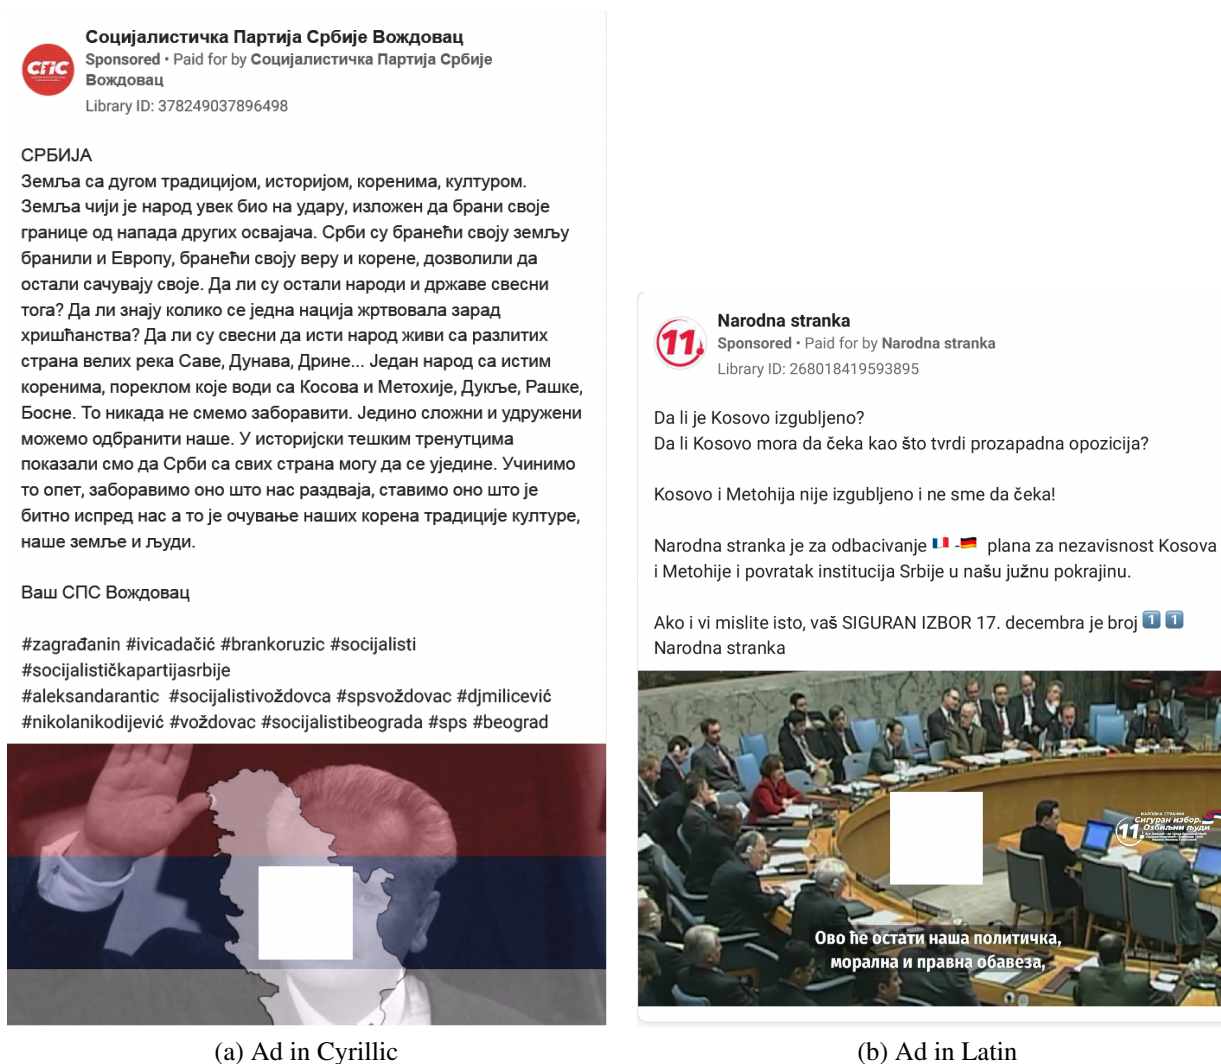 Социјалистичка Партија Србије Вождовац
Sponsored • Paid for by Социјалистичка Партија Србије
Вождовац
Library ID: 378249037896498
СПС
СРБИЈА
Земља са дугом традицијом, историјом, коренима, културом.
Земља чији је народ увек био на удару, изложен да брани своје
границе од напада других освајача. Срби су бранећи своју земљу
бранили и Европу, бранећи своју веру и корене, дозволили да
остали сачувају своје. Да ли су остали народи и државе свесни
тога? Да ли знају колико се једна нација жртвовала зарад
хришћанства? Да ли су свесни да исти народ живи са разлитих
страна велих река Саве, Дунава, Дрине... Један народ са истим
коренима, пореклом које води са Косова и Метохије, Дукље, Рашке,
Босне. То никада не смемо заборавити. Једино сложни и удружени
можемо одбранити наше. У историјски тешким тренутцима
показали смо да Срби са свих страна могу да се уједине. Учинимо
то опет, заборавимо оно што нас раздваја, ставимо оно што је
битно испред нас а то је очување наших корена традиције културе,
наше земље и људи.
Ваш СПС Вождовац
#zagrađanin #ivicadačić #brankoruzic #socijalisti
#socijalističkapartijasrbije
#aleksandarantic #socijalistivoždovca #spsvoždovac #djmilicević
#nikolanikodijević #voždovac #socijalistibeograda #sps #beograd
(a) Ad in Cyrillic
11.
Narodna stranka
Sponsored • Paid for by Narodna stranka
Library ID: 268018419593895
Da li je Kosovo izgubljeno?
Da li Kosovo mora da čeka kao što tvrdi prozapadna opozicija?
Kosovo i Metohija nije izgubljeno i ne sme da čeka!
Narodna stranka je za odbacivanje 🇫🇷 -🇩🇪 plana za nezavisnost Kosova
i Metohije i povratak institucija Srbije u našu južnu pokrajinu.
Ako i vi mislite isto, vaš SIGURAN IZBOR 17. decembra je broj 1️⃣ 1️⃣
Narodna stranka
НАРОДНА СТРАНКА
11. Сигуран избор.
Озбиљни људи
Ово ће остати наша политичка,
морална и правна обавеза,
(b) Ad in Latin